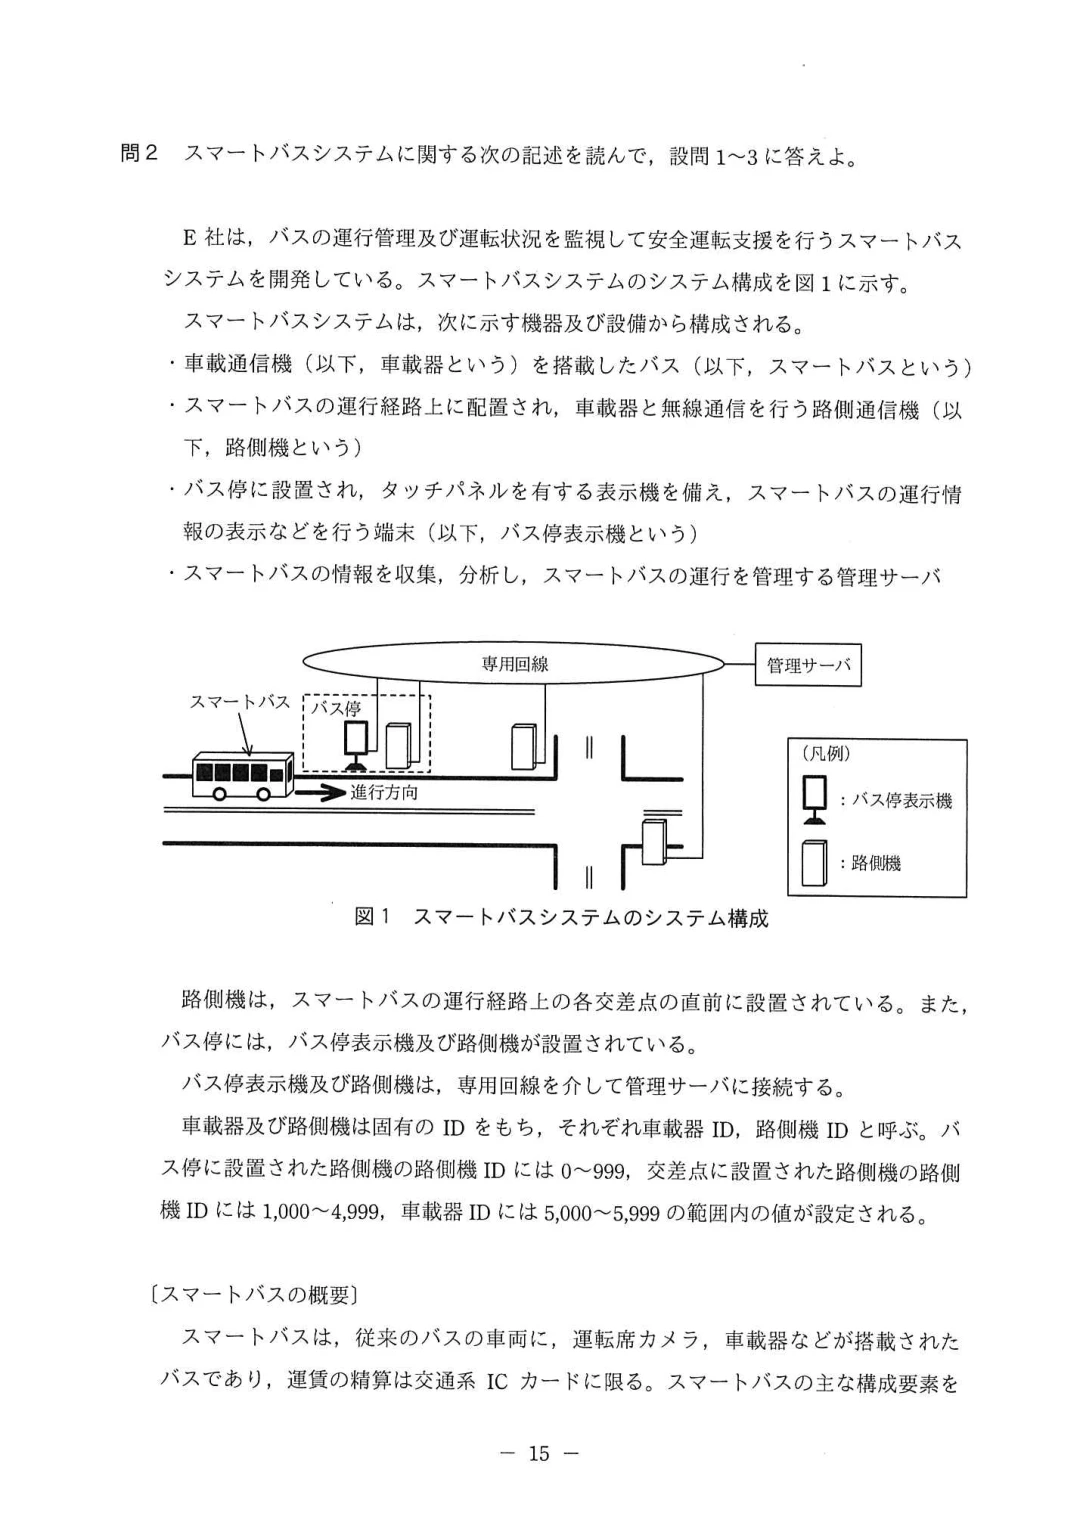 問2 スマートバスシステムに関する次の記述を読んで，設問1～3に答えよ。
E 社は，バスの運行管理及び運転状況を監視して安全運転支援を行うスマートバス
システムを開発している。スマートバスシステムのシステム構成を図1に示す。
スマートバスシステムは，次に示す機器及び設備から構成される。
・車載通信機（以下，車載器という）を搭載したバス（以下，スマートバスという）
・スマートバスの運行経路上に配置され，車載器と無線通信を行う路側通信機（以
下，路側機という）
・バス停に設置され，タッチパネルを有する表示機を備え，スマートバスの運行情
報の表示などを行う端末（以下，バス停表示機という）
・スマートバスの情報を収集，分析し，スマートバスの運行を管理する管理サーバ
専用回線
管理サーバ
スマートバス
バス停
進行方向
（凡例）
：バス停表示機
：路側機
図1 スマートバスシステムのシステム構成
路側機は，スマートバスの運行経路上の各交差点の直前に設置されている。また，
バス停には，バス停表示機及び路側機が設置されている。
バス停表示機及び路側機は，専用回線を介して管理サーバに接続する。
車載器及び路側機は固有の ID をもち，それぞれ車載器 ID，路側機 ID と呼ぶ。バ
ス停に設置された路側機の路側機 ID には 0～999，交差点に設置された路側機の路側
機 ID には 1,000～4,999，車載器 ID には 5,000～5,999 の範囲内の値が設定される。
〔スマートバスの概要〕
スマートバスは，従来のバスの車両に，運転席カメラ，車載器などが搭載された
バスであり，運賃の精算は交通系 IC カードに限る。スマートバスの主な構成要素を
－ 15 －